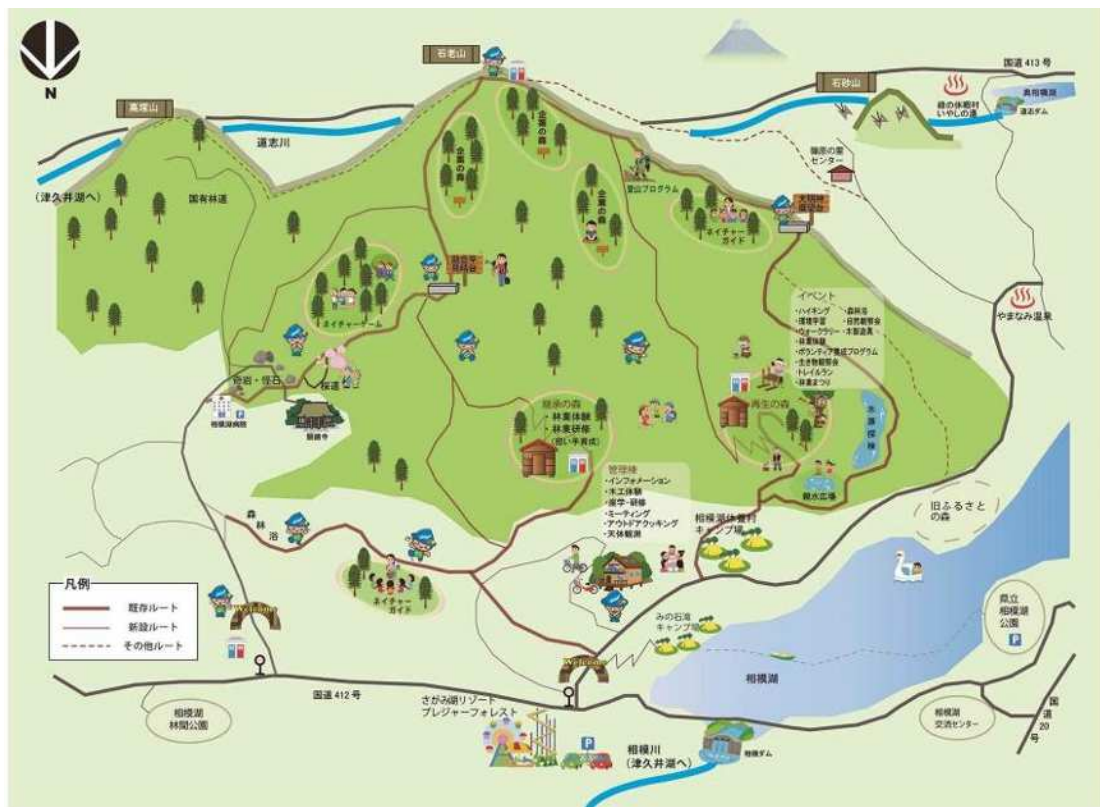 N
高塚山
石老山
石砂山
国道413号
緑の休暇村
いやしの湯
奥相模湖
道志ダム
道志川
(津久井湖へ)
国有林道
企業の森
企業の森
企業の森
登山プログラム
篠原の里
センター
ネイチャー
ガイド
大明神
展望台
融合平
見晴台
ネイチャーゲーム
やまなみ温泉
イベント
・ハイキング ・森林浴
・環境学習 ・自然観察会
・ウォークラリー ・木製遊具
・林業体験
・ボランティア養成プログラム
・生き物観察会
・トレイルラン
・林業まつり
奇岩・怪石
桜道
相模湖病院
P
顕鏡寺
継承の森
・林業体験
・林業研修
(担い手育成)
再生の森
水源探検
親水広場
管理棟
・インフォメーション
・木工体験
・座学・研修
・ミーティング
・アウトドアクッキング
・天体観測
相模湖休養村
キャンプ場
旧ふるさと
の森
森林浴
ネイチャー
ガイド
凡例
既存ルート
新設ルート
その他ルート
Welcome
みの石滝
キャンプ場
Welcome
県立
相模湖
公園
P
相模湖
国道412号
相模湖
林間公園
さがみ湖リゾート
プレジャーフォレスト
P
相模川
(津久井湖へ)
相模ダム
相模湖
交流センター
国道20号